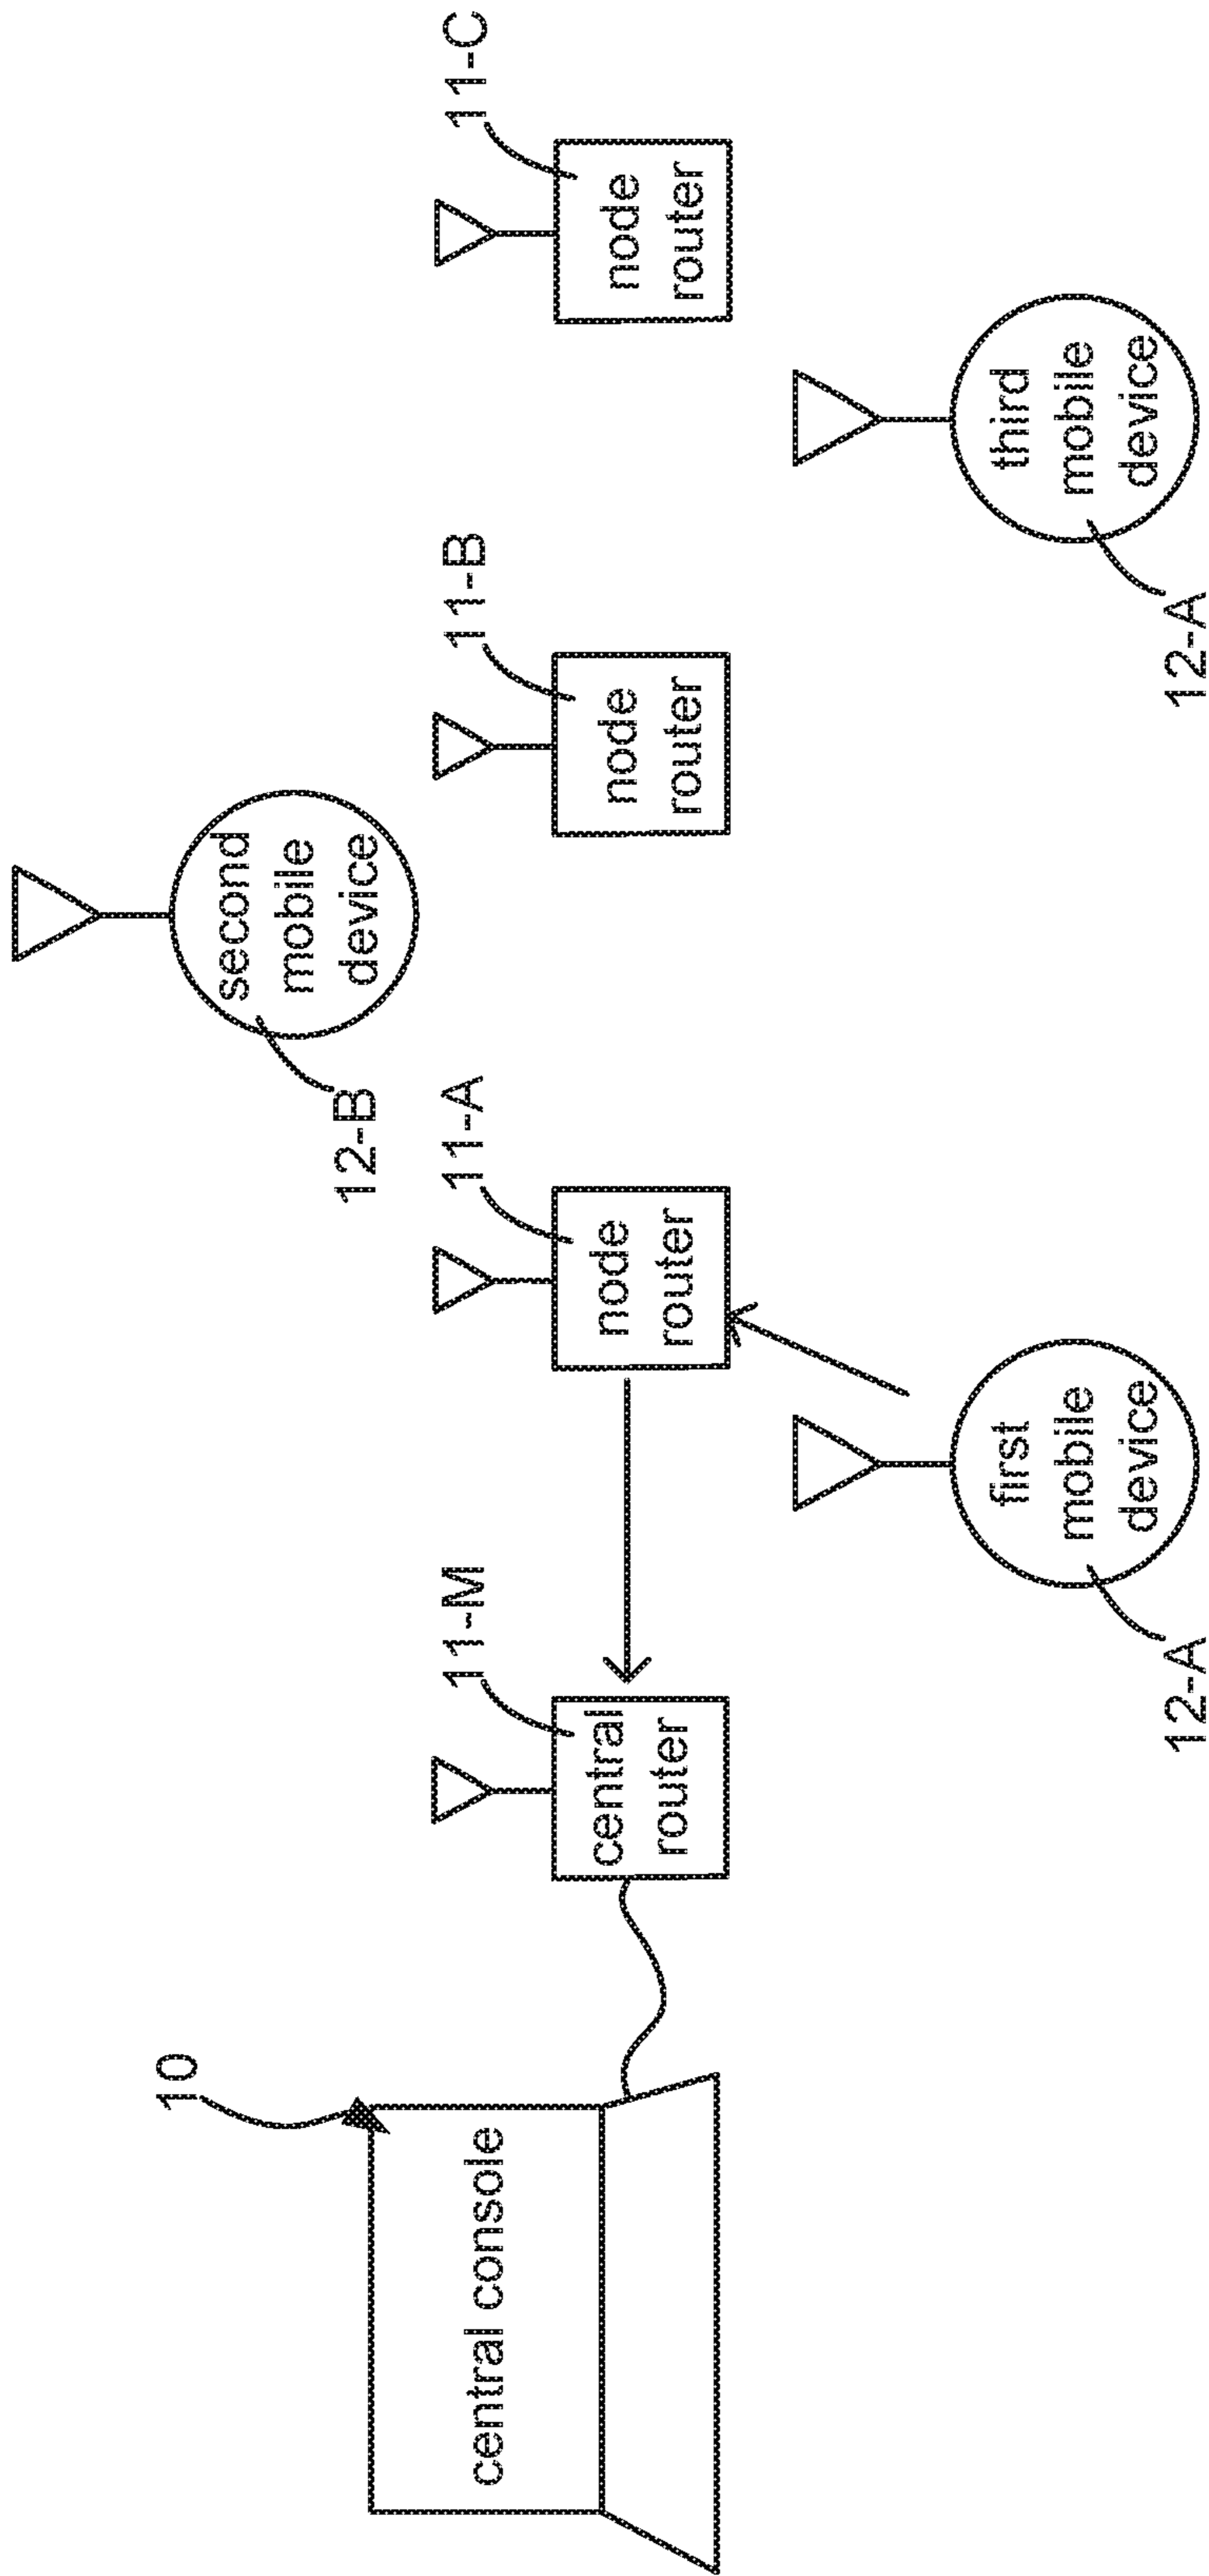 12-B
second
mobile
device
10
central console
11-M
central
router
11-A
node
router
11-B
node
router
11-C
node
router
12-A
first
mobile
device
12-A
third
mobile
device